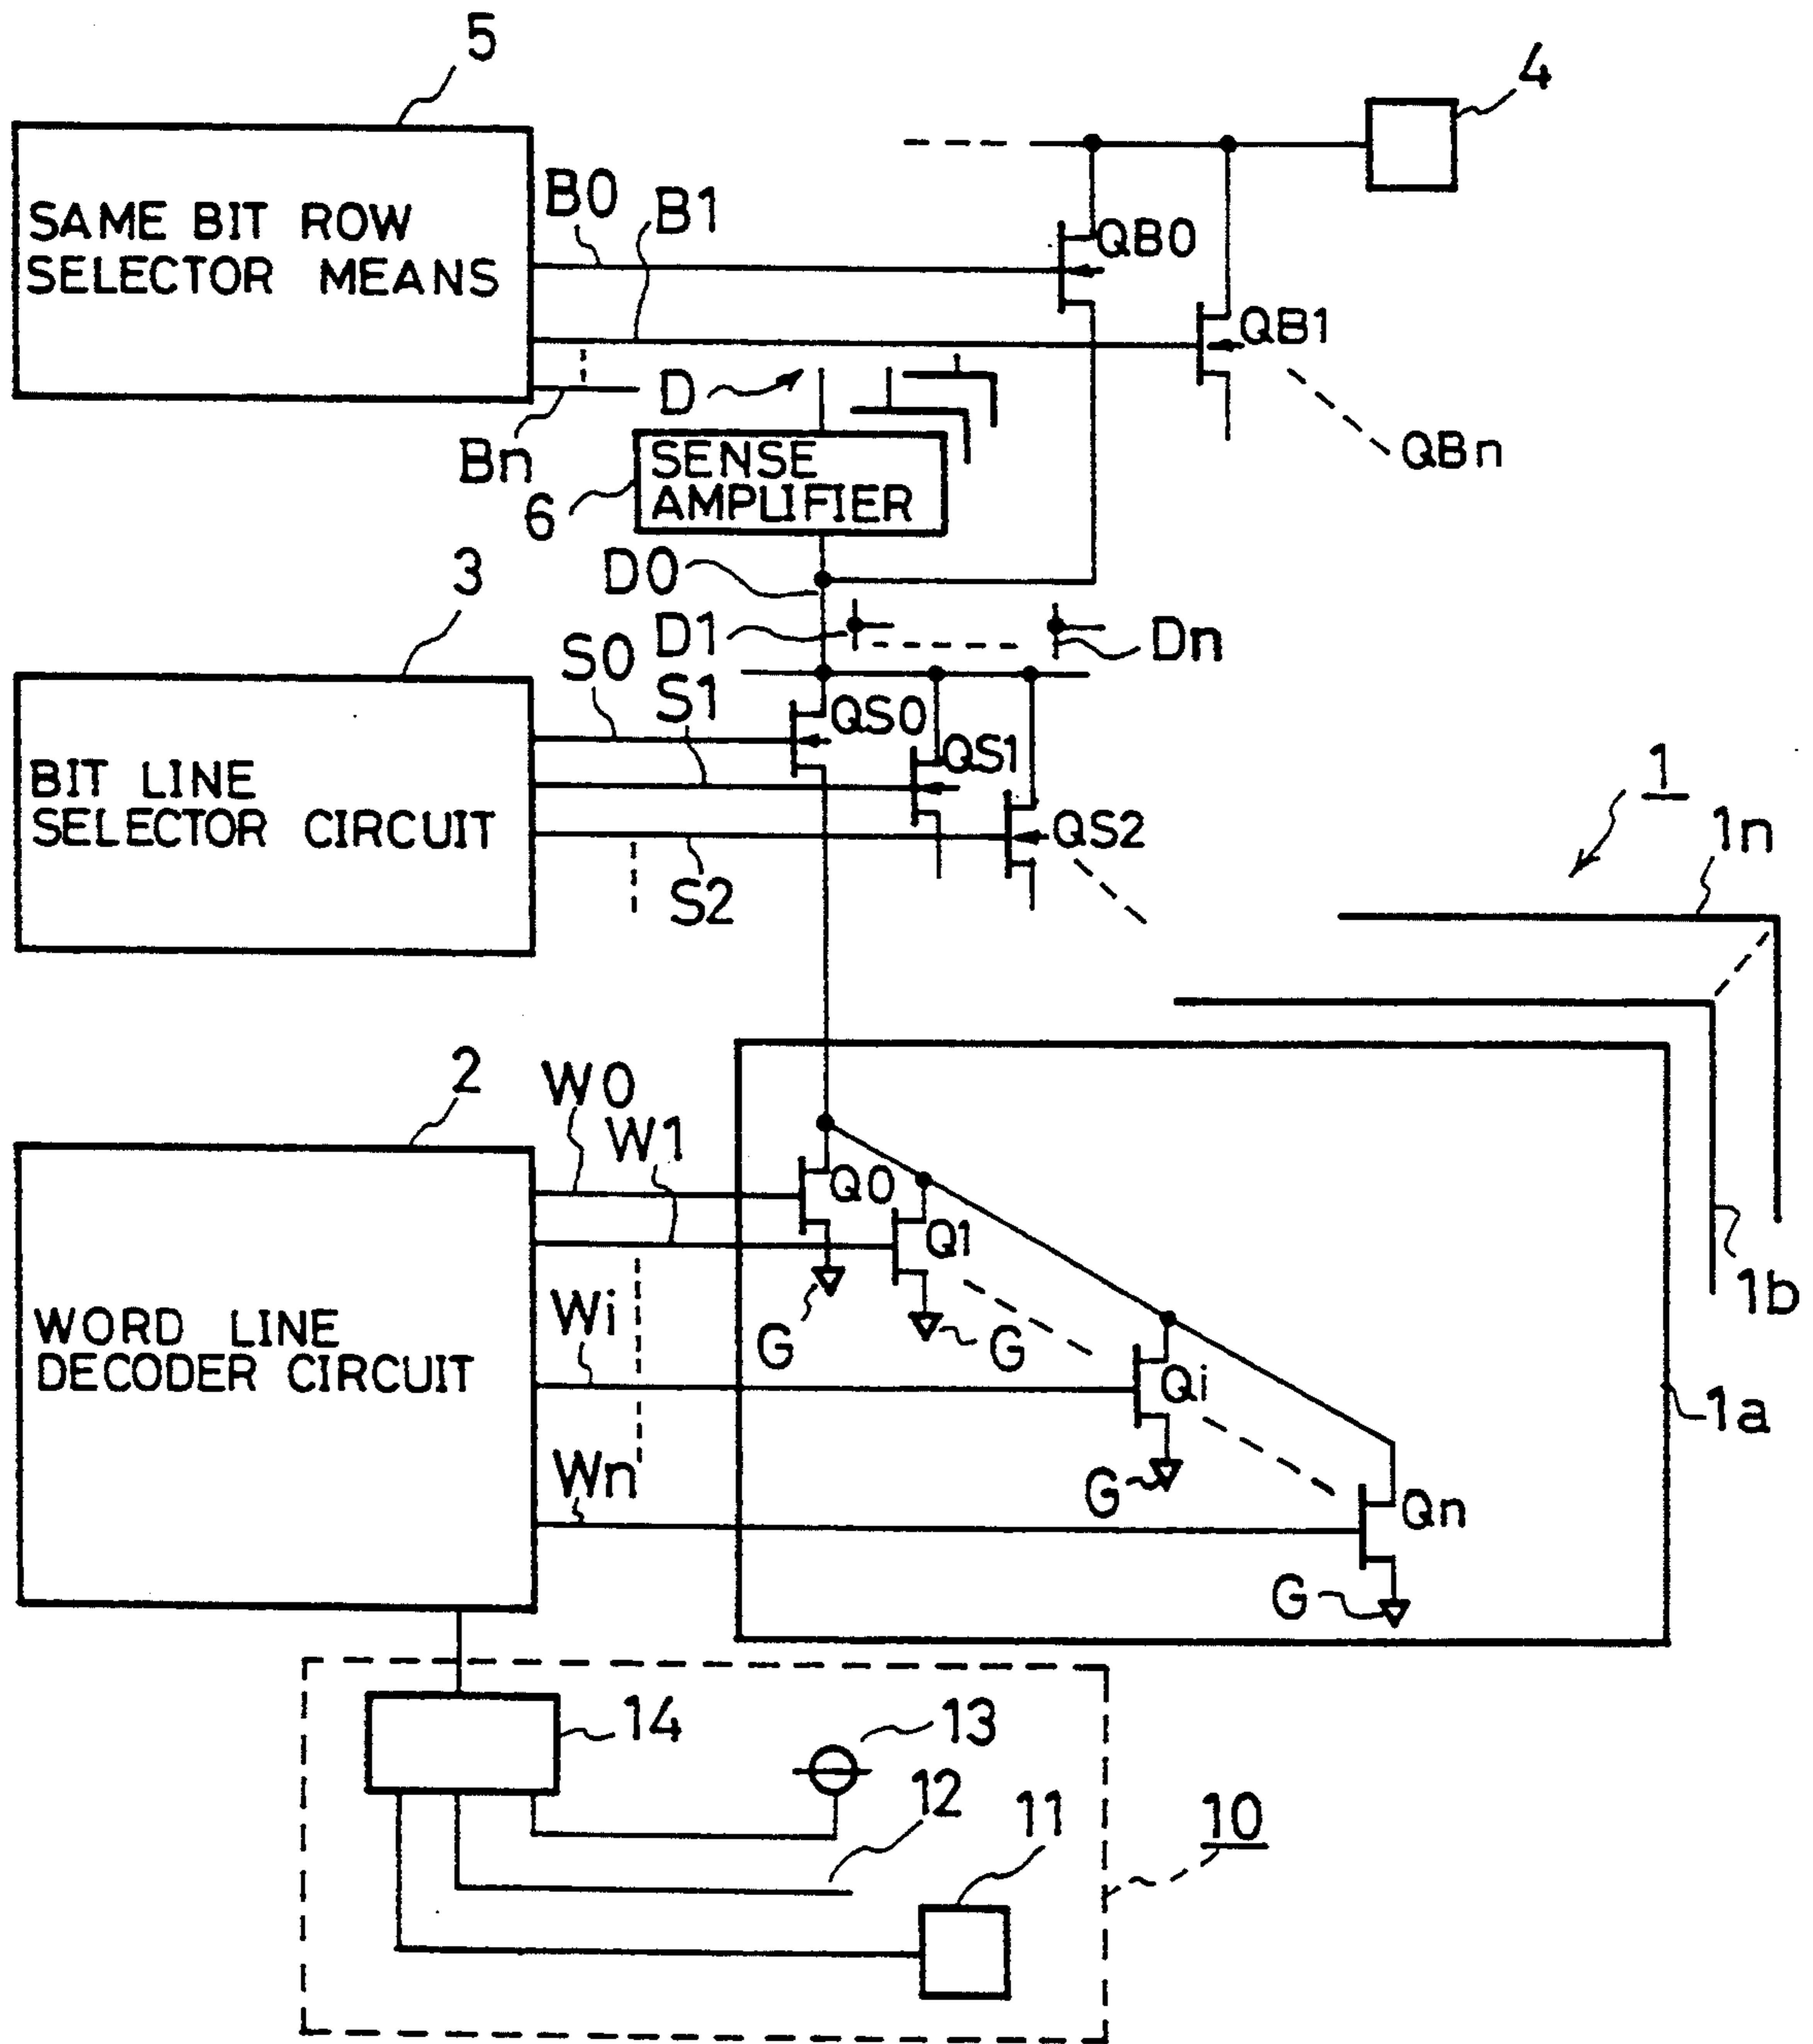 5
4
SAME BIT ROW
SELECTOR MEANS
B0
B1
Bn
QB0
QB1
QBn
D
SENSE
AMPLIFIER
6
D0
D1
Dn
3
BIT LINE
SELECTOR CIRCUIT
S0
S1
S2
QS0
QS1
QS2
1
1n
1b
1a
2
WORD LINE
DECODER CIRCUIT
W0
W1
Wi
Wn
Q0
Q1
Qi
Qn
G
G
G
G
14
13
12
11
10